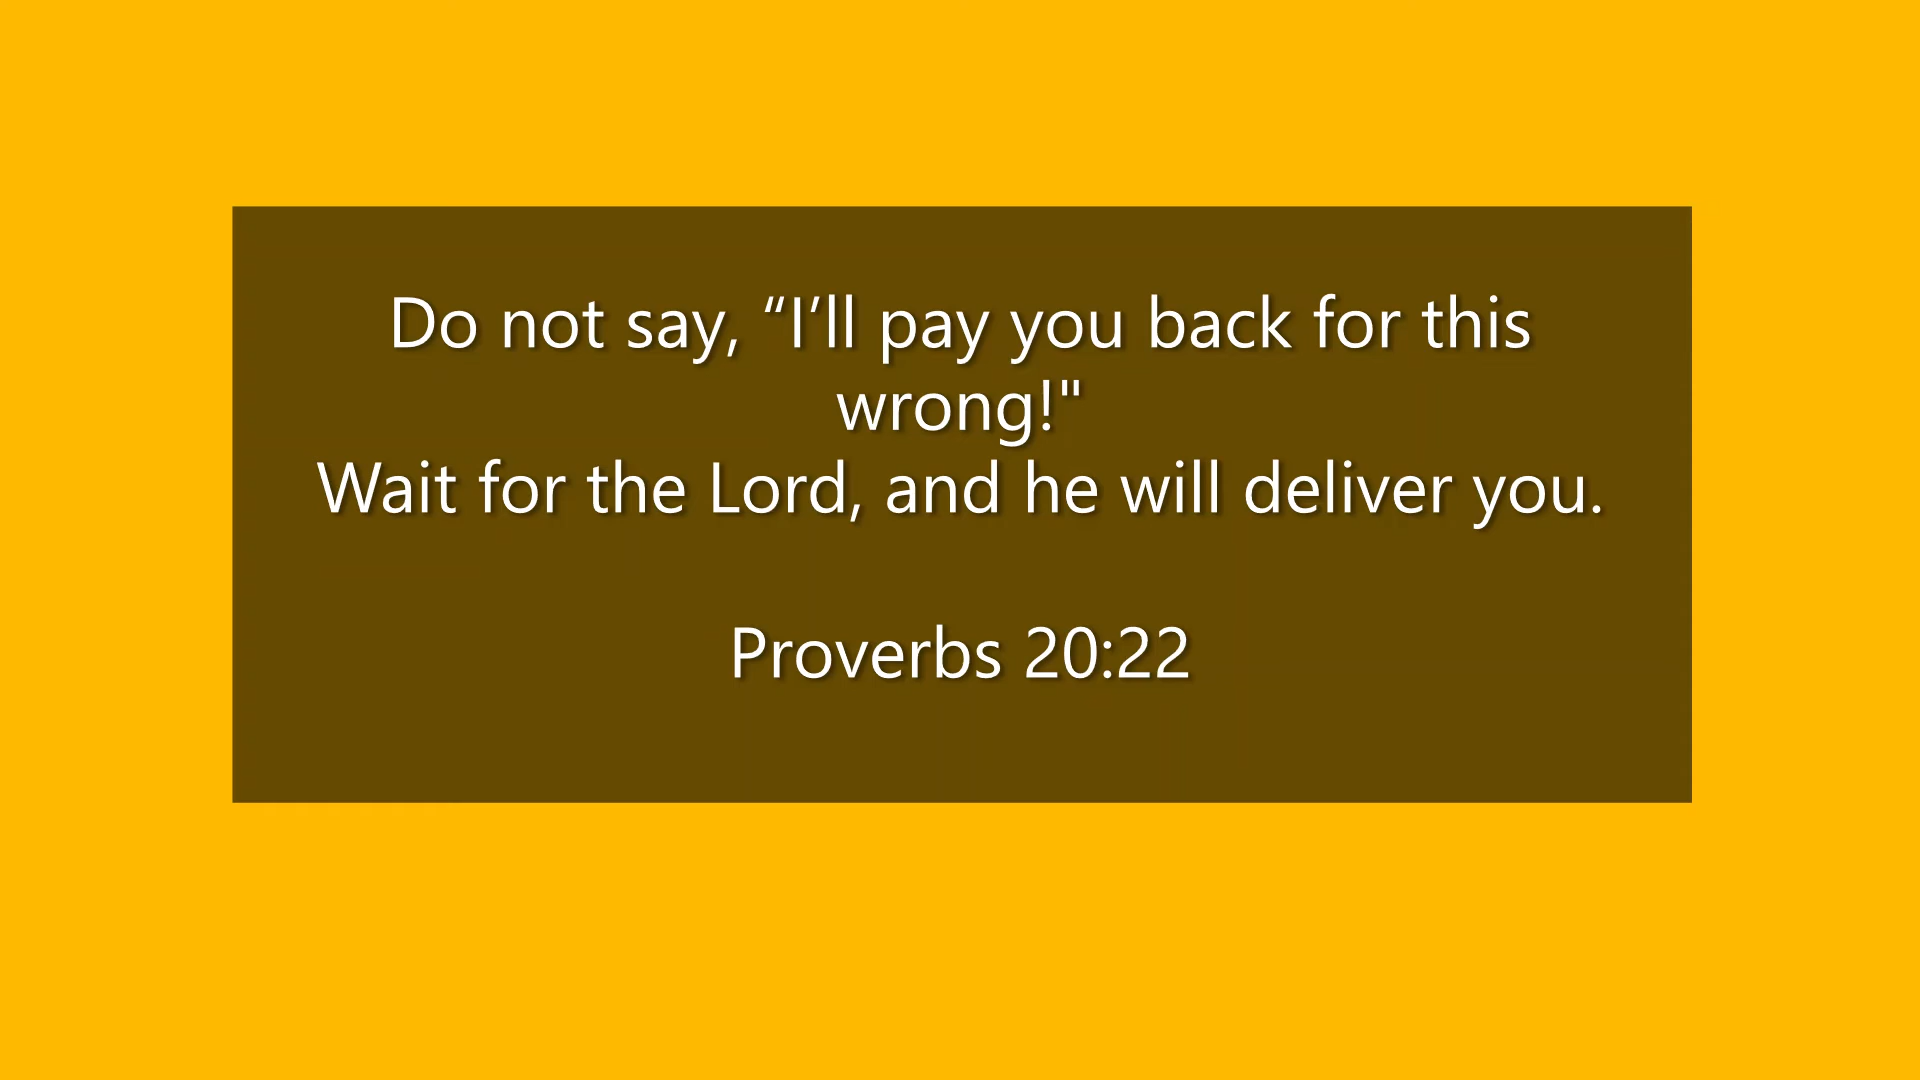 Do not say, “I’ll pay you back for this
wrong!"
Wait for the Lord, and he will deliver you.
Proverbs 20:22